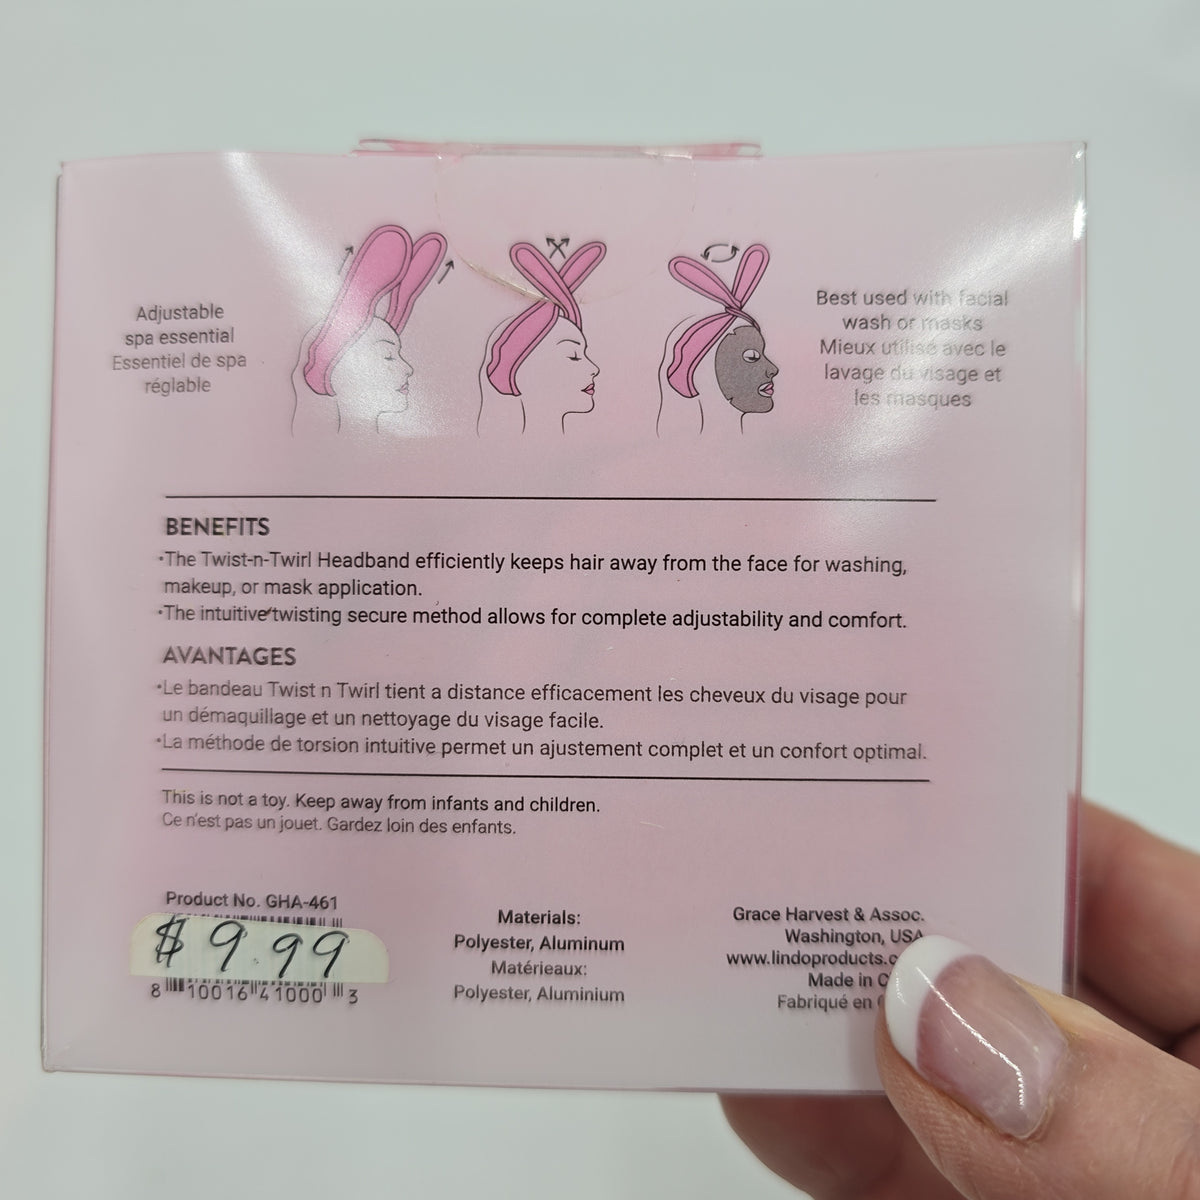 Adjustable
spa essential
Essentiel de spa
réglable
Best used with facial
wash or masks
Mieux utilisé avec le
lavage du visage et
les masques
BENEFITS
•The Twist-n-Twirl Headband efficiently keeps hair away from the face for washing,
makeup, or mask application.
•The intuitive twisting secure method allows for complete adjustability and comfort.
AVANTAGES
•Le bandeau Twist n Twirl tient a distance efficacement les cheveux du visage pour
un démaquillage et un nettoyage du visage facile.
•La méthode de torsion intuitive permet un ajustement complet et un confort optimal.
This is not a toy. Keep away from infants and children.
Ce n'est pas un jouet. Gardez loin des enfants.
Product No. GHA-461
$ 9.99
8 10016 41000 3
Materials:
Polyester, Aluminum
Matérieaux:
Polyester, Aluminium
Grace Harvest & Assoc.
Washington, USA
www.lindoproducts.c
Made in
Fabriqué en